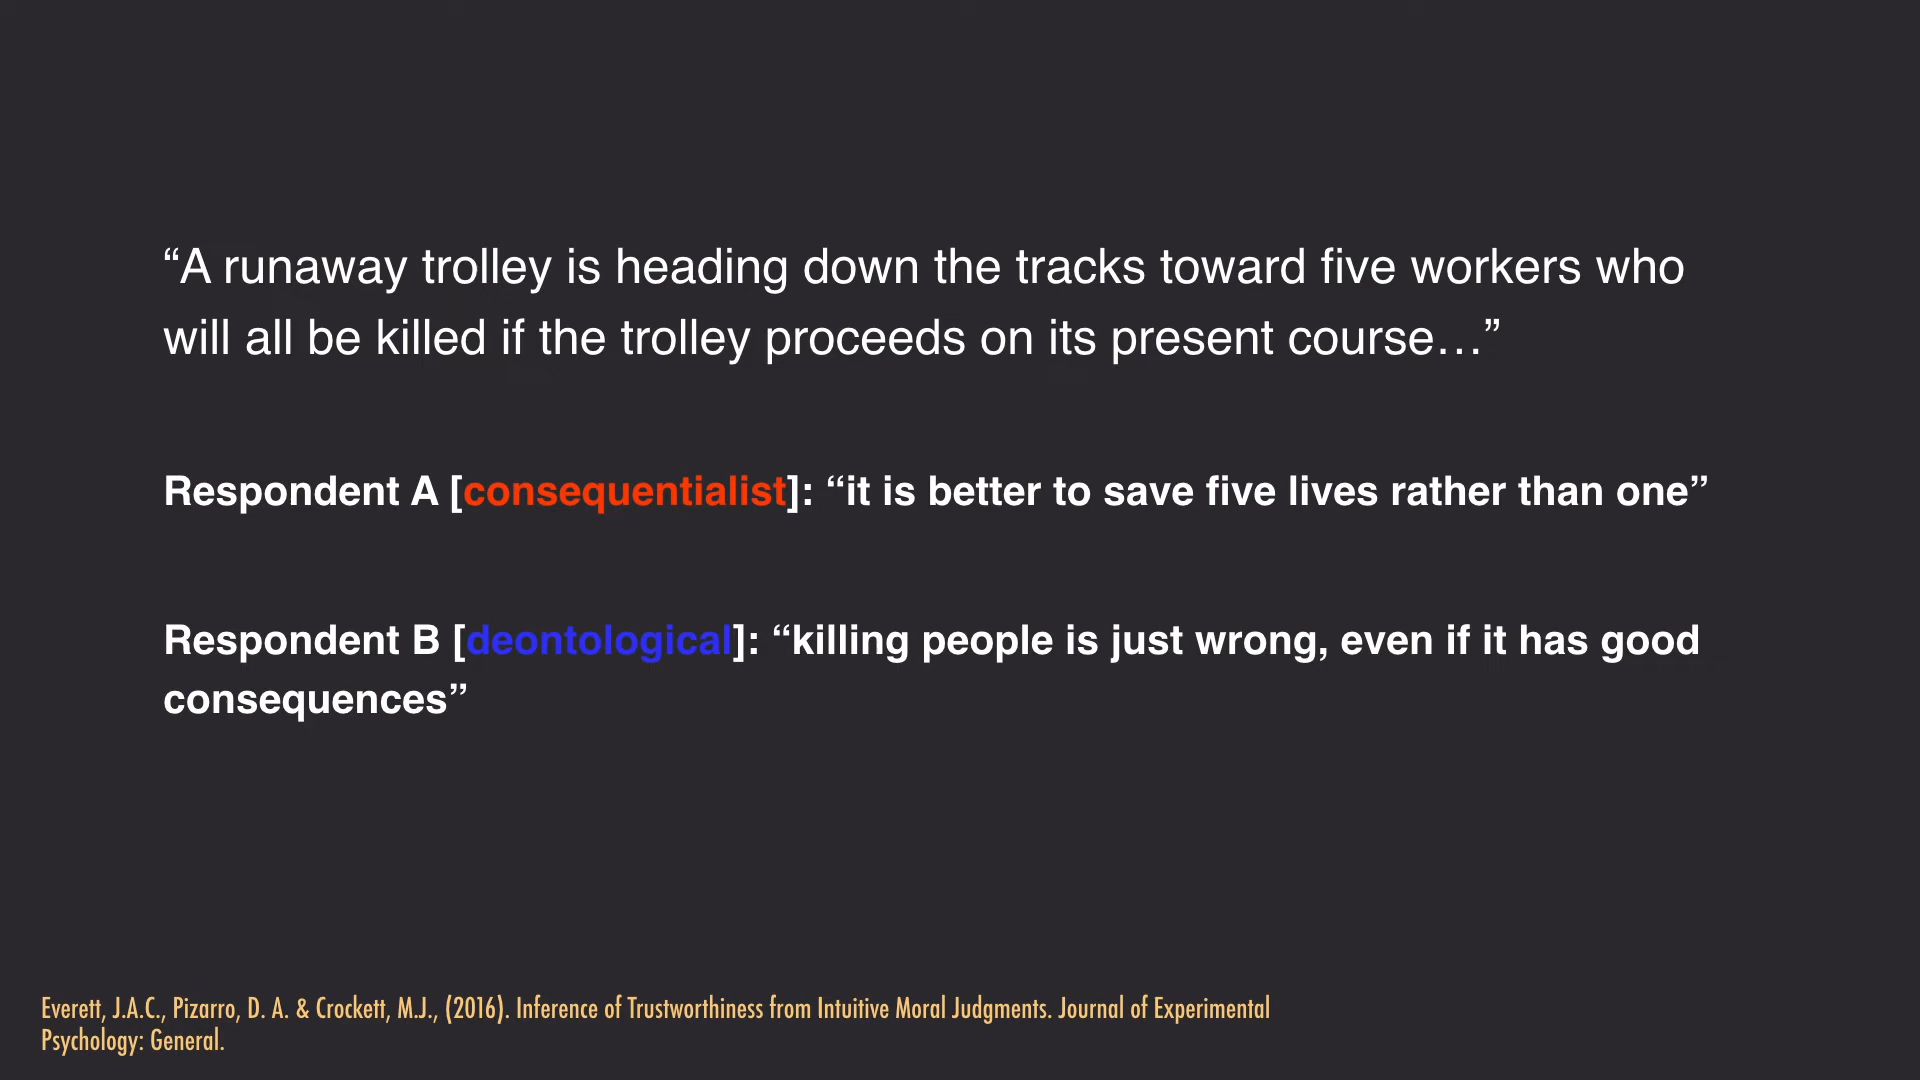 “A runaway trolley is heading down the tracks toward five workers who
will all be killed if the trolley proceeds on its present course…”
Respondent A [consequentialist]: “it is better to save five lives rather than one”
Respondent B [deontological]: “killing people is just wrong, even if it has good
consequences”
Everett, J.A.C., Pizarro, D. A. & Crockett, M.J., (2016). Inference of Trustworthiness from Intuitive Moral Judgments. Journal of Experimental
Psychology: General.